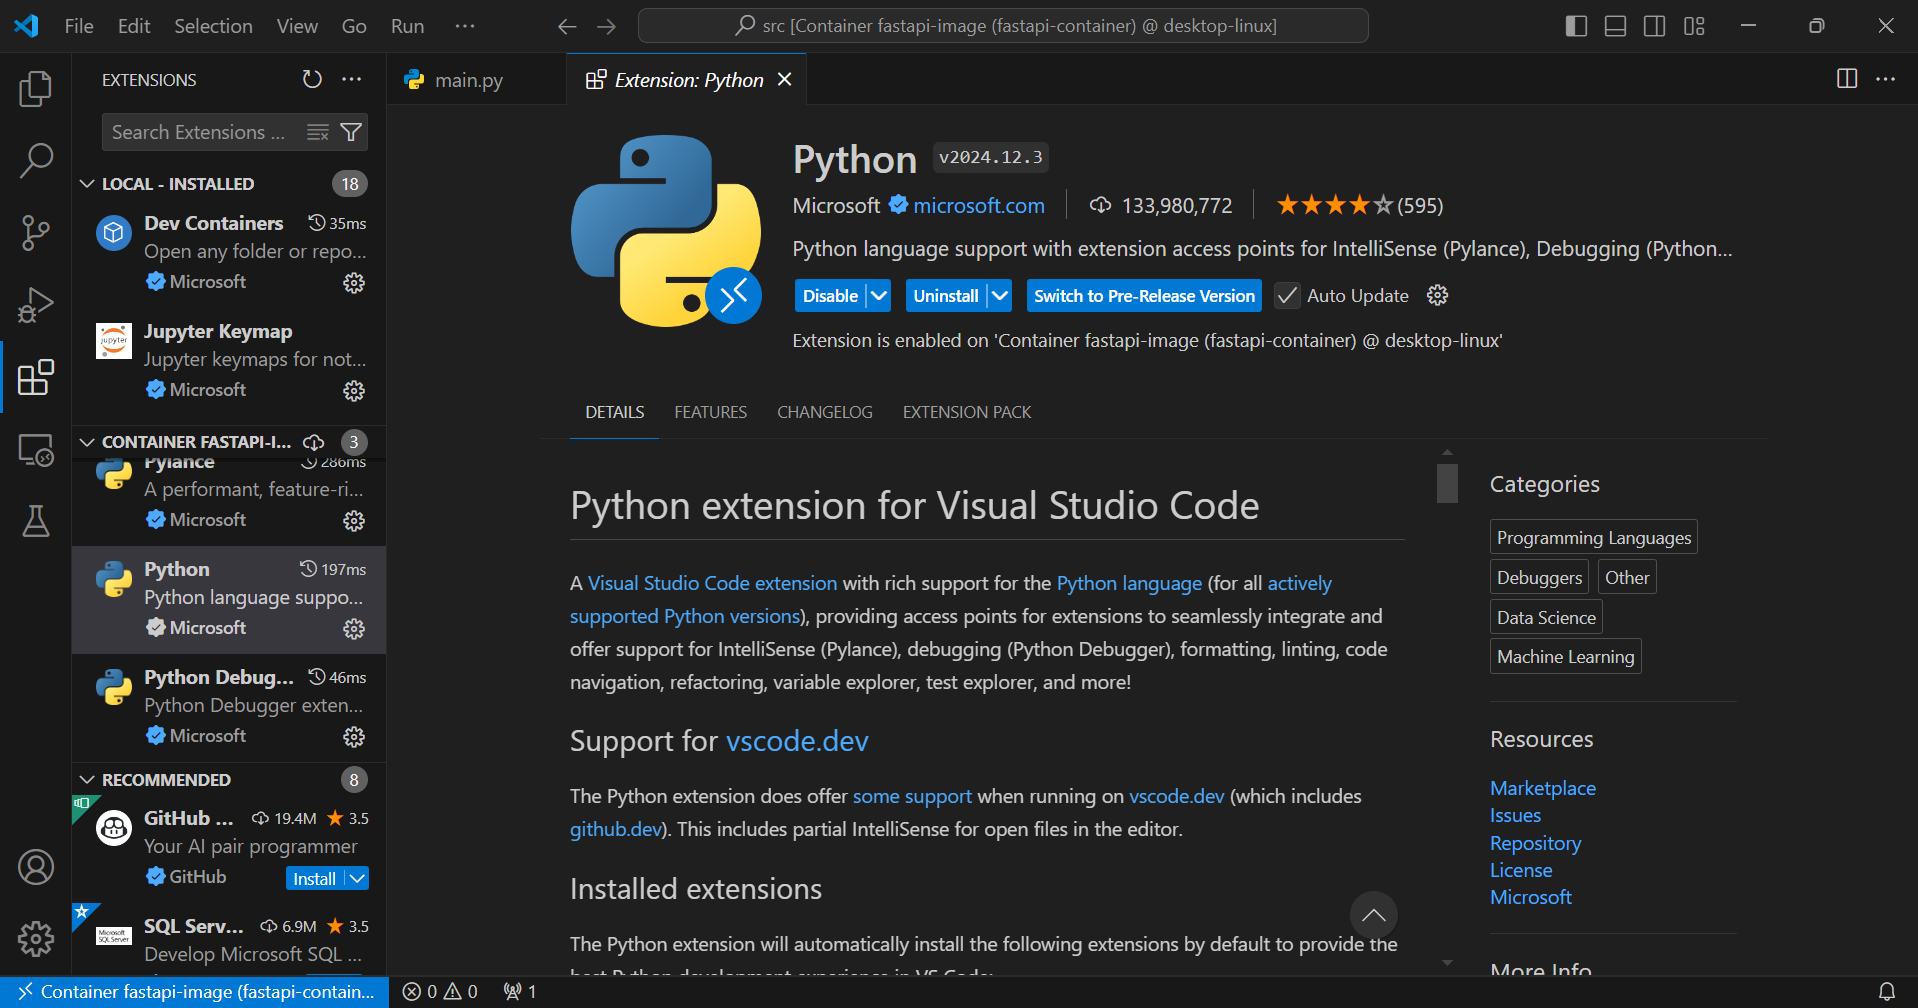 File Edit Selection View Go Run ···
src [Container fastapi-image (fastapi-container) @ desktop-linux]
EXTENSIONS
Search Extensions ...
LOCAL - INSTALLED 18
Dev Containers 35ms
Open any folder or repo...
Microsoft
Jupyter Keymap
Jupyter keymaps for not...
Microsoft
CONTAINER FASTAPI-I... 3
Pylance 286ms
A performant, feature-ri...
Microsoft
Python 197ms
Python language suppo...
Microsoft
Python Debug... 46ms
Python Debugger exten...
Microsoft
RECOMMENDED 8
GitHub ... 19.4M 3.5
Your AI pair programmer
GitHub Install
SQL Serv... 6.9M 3.5
Microsoft
SQL Server
Develop Microsoft SQL ...
main.py
Extension: Python
Python v2024.12.3
Microsoft microsoft.com 133,980,772 (595)
Python language support with extension access points for IntelliSense (Pylance), Debugging (Python...
Disable Uninstall Switch to Pre-Release Version Auto Update
Extension is enabled on 'Container fastapi-image (fastapi-container) @ desktop-linux'
DETAILS FEATURES CHANGELOG EXTENSION PACK
Python extension for Visual Studio Code
A Visual Studio Code extension with rich support for the Python language (for all actively
supported Python versions), providing access points for extensions to seamlessly integrate and
offer support for IntelliSense (Pylance), debugging (Python Debugger), formatting, linting, code
navigation, refactoring, variable explorer, test explorer, and more!
Support for vscode.dev
The Python extension does offer some support when running on vscode.dev (which includes
github.dev). This includes partial IntelliSense for open files in the editor.
Installed extensions
The Python extension will automatically install the following extensions by default to provide the
best Python development experience in VS Code:
Categories
Programming Languages
Debuggers Other
Data Science
Machine Learning
Resources
Marketplace
Issues
Repository
License
Microsoft
More Info
Container fastapi-image (fastapi-contain... 0 0 1